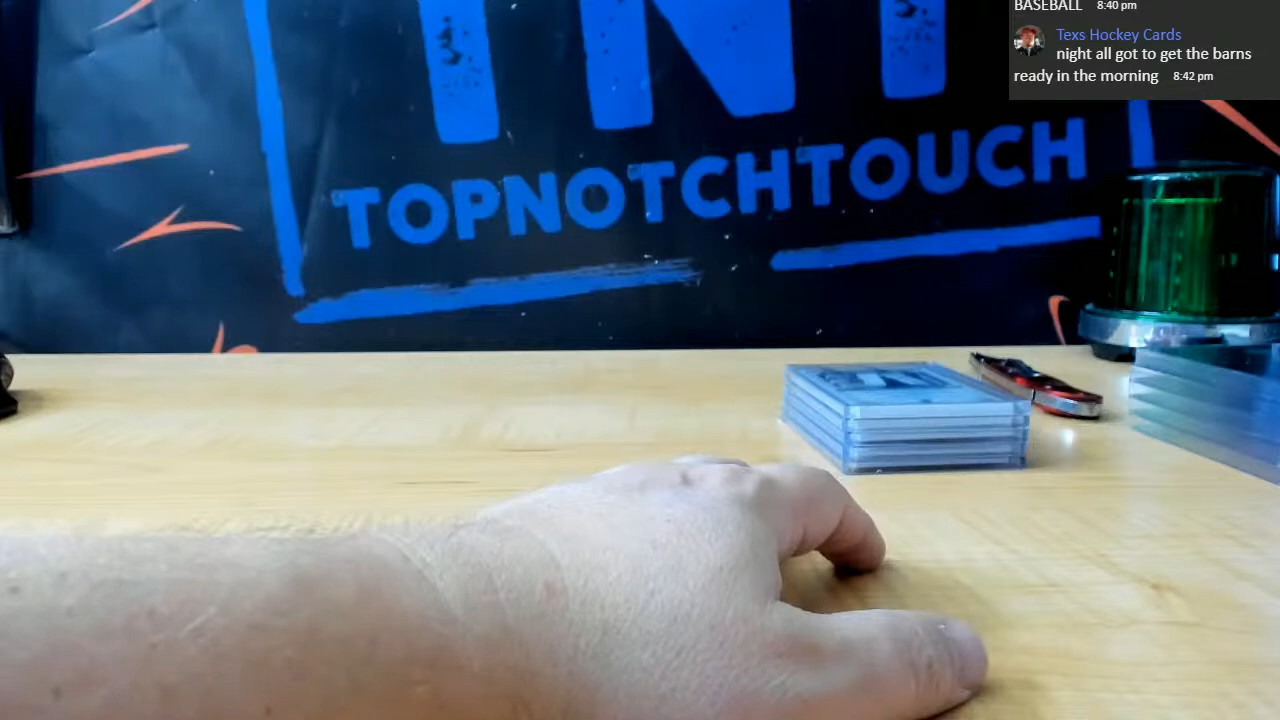 BASEBALL 8:40 pm
Texs Hockey Cards
night all got to get the barns
ready in the morning 8:42 pm
TNT
TOPNOTCHTOUCH